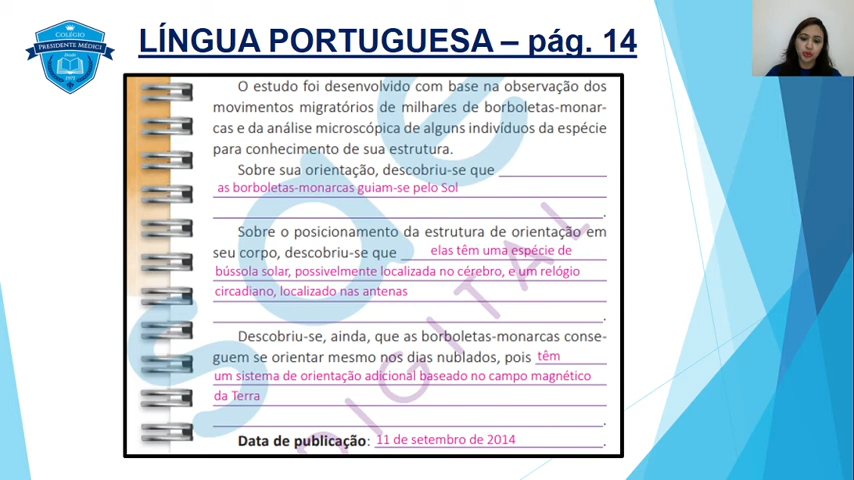 COLÉGIO
PRESIDENTE MÉDICI
LÍNGUA PORTUGUESA – pág. 14
O estudo foi desenvolvido com base na observação dos
movimentos migratórios de milhares de borboletas-monar-
cas e da análise microscópica de alguns indivíduos da espécie
para conhecimento de sua estrutura.
Sobre sua orientação, descobriu-se que
as borboletas-monarcas guiam-se pelo Sol
.
Sobre o posicionamento da estrutura de orientação em
seu corpo, descobriu-se que elas têm uma espécie de
bússola solar, possivelmente localizada no cérebro, e um relógio
circadiano, localizado nas antenas
.
Descobriu-se, ainda, que as borboletas-monarcas conse-
guem se orientar mesmo nos dias nublados, pois têm
um sistema de orientação adicional baseado no campo magnético
da Terra
.
Data de publicação: 11 de setembro de 2014.
sae
DIGITAL